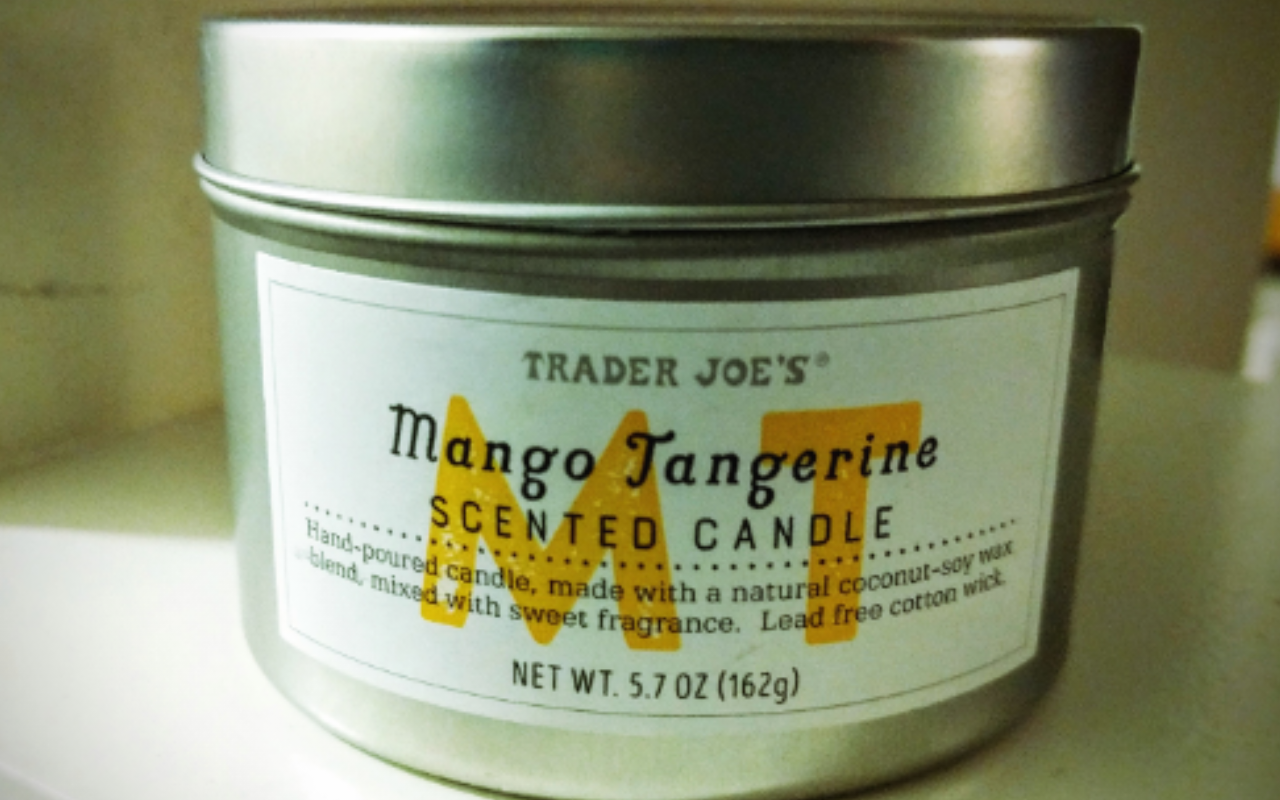 TRADER JOE'S®
MT
Mango Tangerine
SCENTED CANDLE
Hand-poured candle, made with a natural coconut-soy wax
blend, mixed with sweet fragrance. Lead free cotton wick.
NET WT. 5.7 OZ (162g)